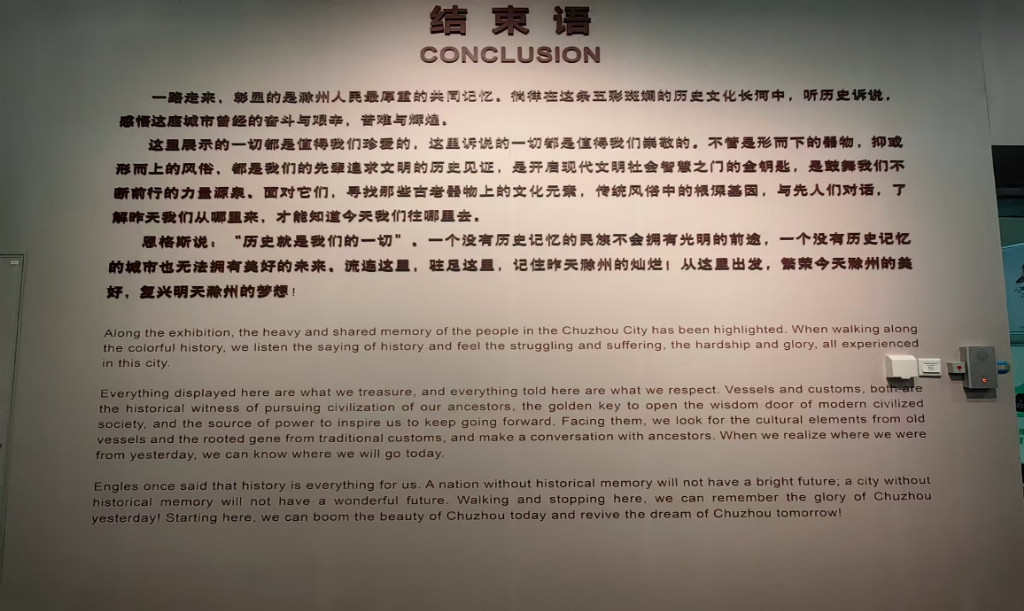 结束语
CONCLUSION
一路走来，彰显的是滁州人民最厚重的共同记忆。徜徉在这条五彩斑斓的历史文化长河中，听历史诉说，
感悟这座城市曾经的奋斗与艰辛，苦难与辉煌。
这里展示的一切都是值得我们珍爱的，这里诉说的一切都是值得我们崇敬的。不管是形而下的器物，抑或
形而上的风俗，都是我们的先辈追求文明的历史见证，是开启现代文明社会智慧之门的金钥匙，是鼓舞我们不
断前行的力量源泉。面对它们，寻找那些古老器物上的文化元素，传统风俗中的根深基因，与先人们对话，了
解昨天我们从哪里来，才能知道今天我们往哪里去。
恩格斯说：“历史就是我们的一切”。一个没有历史记忆的民族不会拥有光明的前途，一个没有历史记忆
的城市也无法拥有美好的未来。流连这里，驻足这里，记住昨天滁州的灿烂！从这里出发，繁荣今天滁州的美
好，复兴明天滁州的梦想！
Along the exhibition, the heavy and shared memory of the people in the Chuzhou City has been highlighted. When walking along
the colorful history, we listen the saying of history and feel the struggling and suffering, the hardship and glory, all experienced
in this city.
Everything displayed here are what we treasure, and everything told here are what we respect. Vessels and customs, both are
the historical witness of pursuing civilization of our ancestors, the golden key to open the wisdom door of modern civilized
society, and the source of power to inspire us to keep going forward. Facing them, we look for the cultural elements from old
vessels and the rooted gene from traditional customs, and make a conversation with ancestors. When we realize where we were
from yesterday, we can know where we will go today.
Engles once said that history is everything for us. A nation without historical memory will not have a bright future; a city without
historical memory will not have a wonderful future. Walking and stopping here, we can remember the glory of Chuzhou
yesterday! Starting here, we can boom the beauty of Chuzhou today and revive the dream of Chuzhou tomorrow!